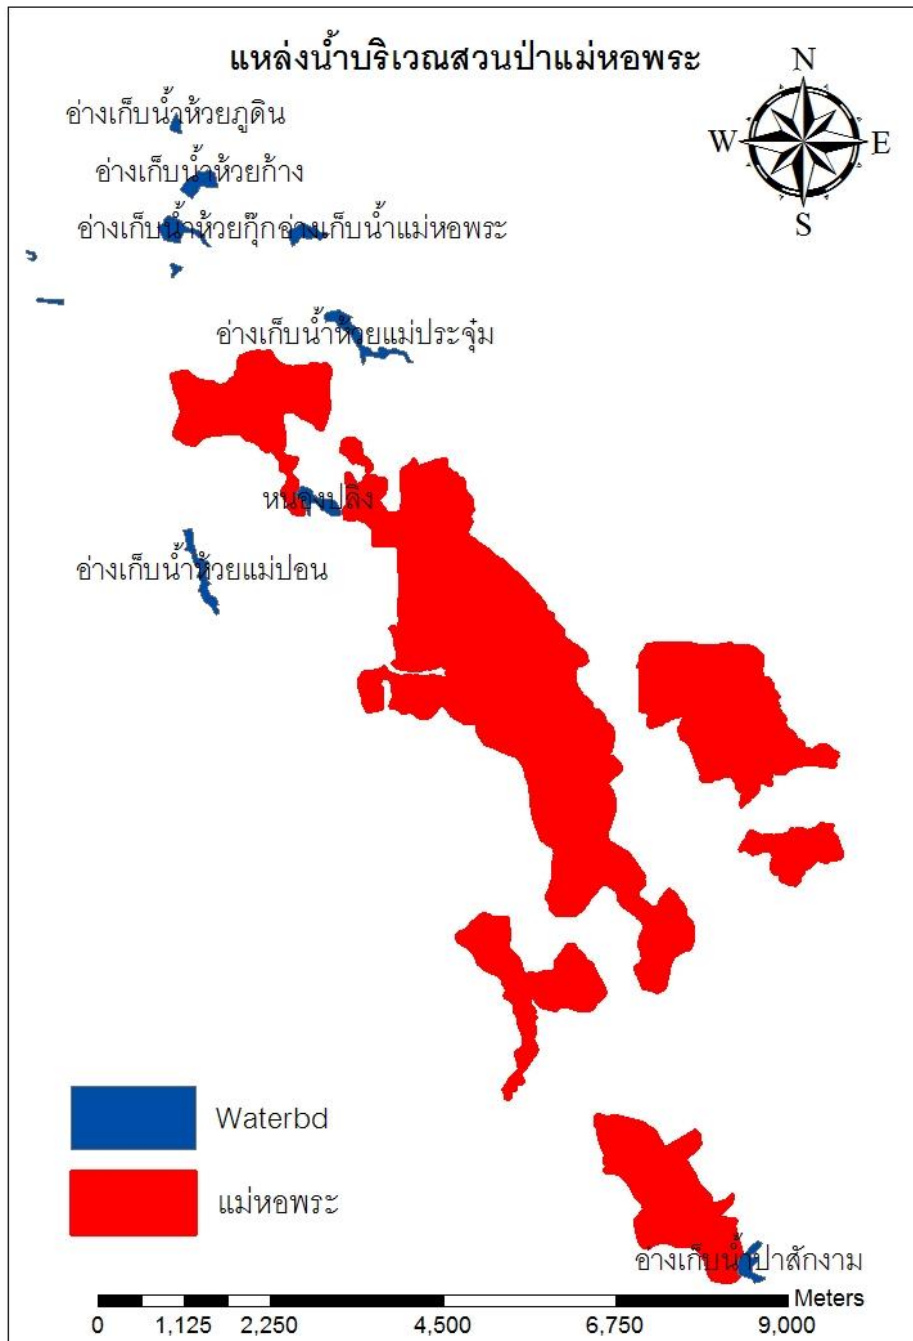 แหล่งน้ำบริเวณสวนป่าแม่หอพระ
N
W E
S
อ่างเก็บน้ำห้วยภูดิน
อ่างเก็บน้ำห้วยก้าง
อ่างเก็บน้ำห้วยกุ๊ก
อ่างเก็บน้ำแม่หอพระ
อ่างเก็บน้ำห้วยแม่ประจุ๋ม
หนองปลิง
อ่างเก็บน้ำห้วยแม่ปอน
Waterbd
แม่หอพระ
อ่างเก็บน้ำป่าสักงาม
Meters
0 1,125 2,250 4,500 6,750 9,000